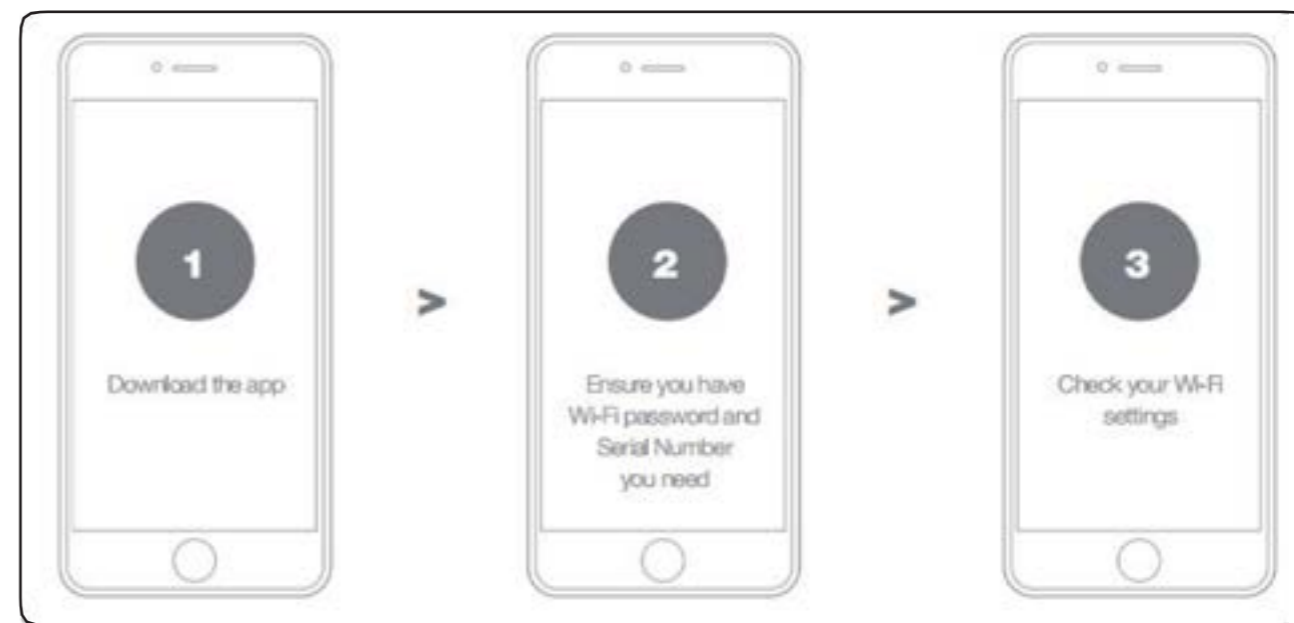 1
Download the app
>
2
Ensure you have
Wi-Fi password and
Serial Number
you need
>
3
Check your Wi-Fi
settings